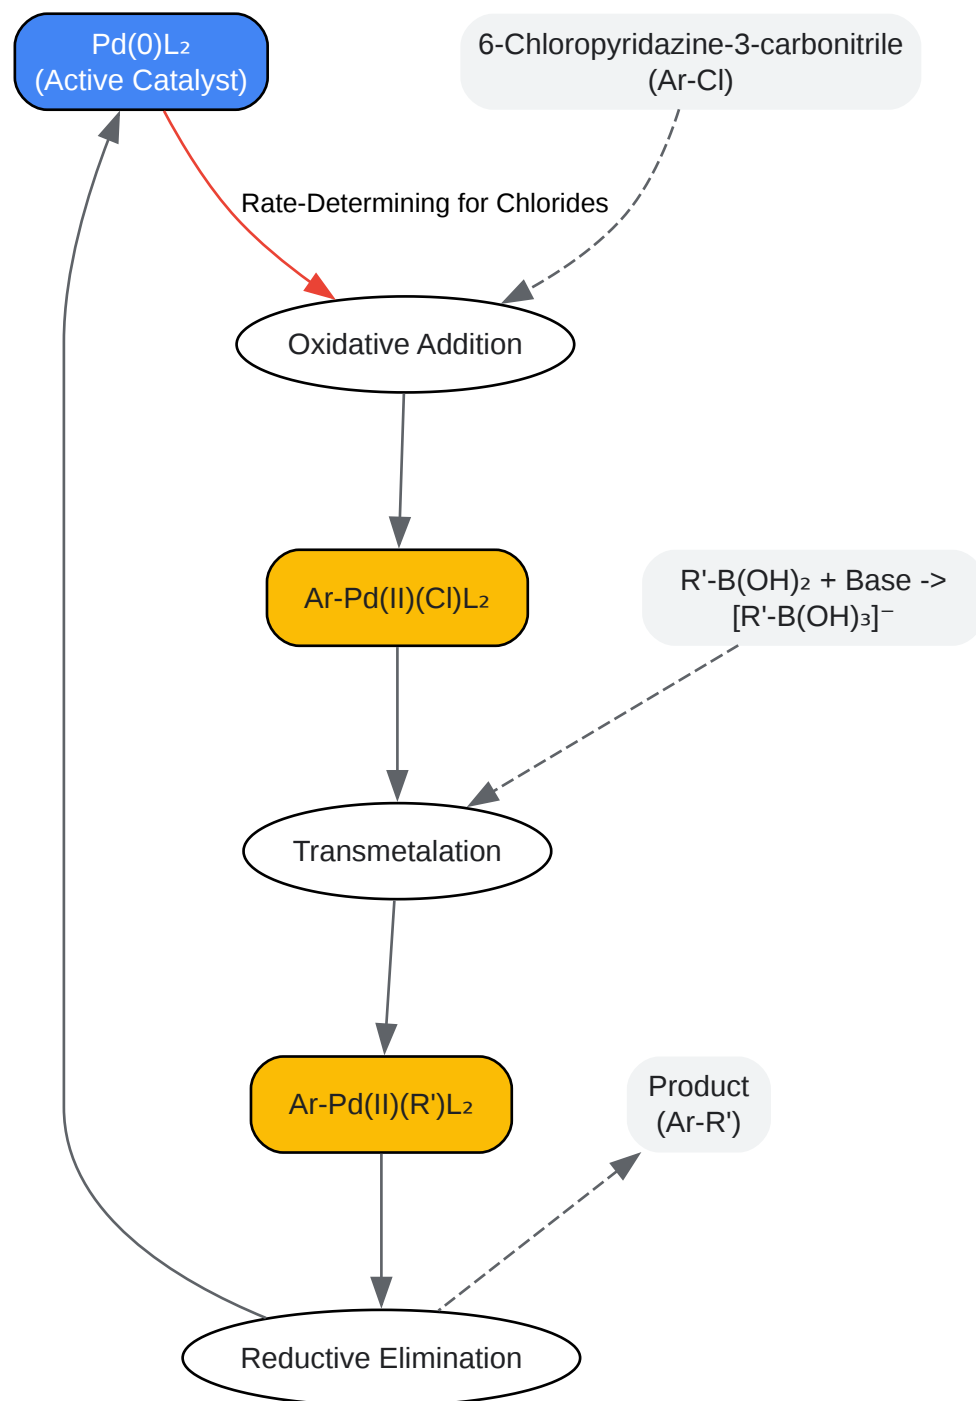 Pd(0)L₂
(Active Catalyst)
6-Chloropyridazine-3-carbonitrile
(Ar-Cl)
Rate-Determining for Chlorides
Oxidative Addition
Ar-Pd(II)(Cl)L₂
R'-B(OH)₂ + Base ->
[R'-B(OH)₃]⁻
Transmetalation
Ar-Pd(II)(R')L₂
Product
(Ar-R')
Reductive Elimination